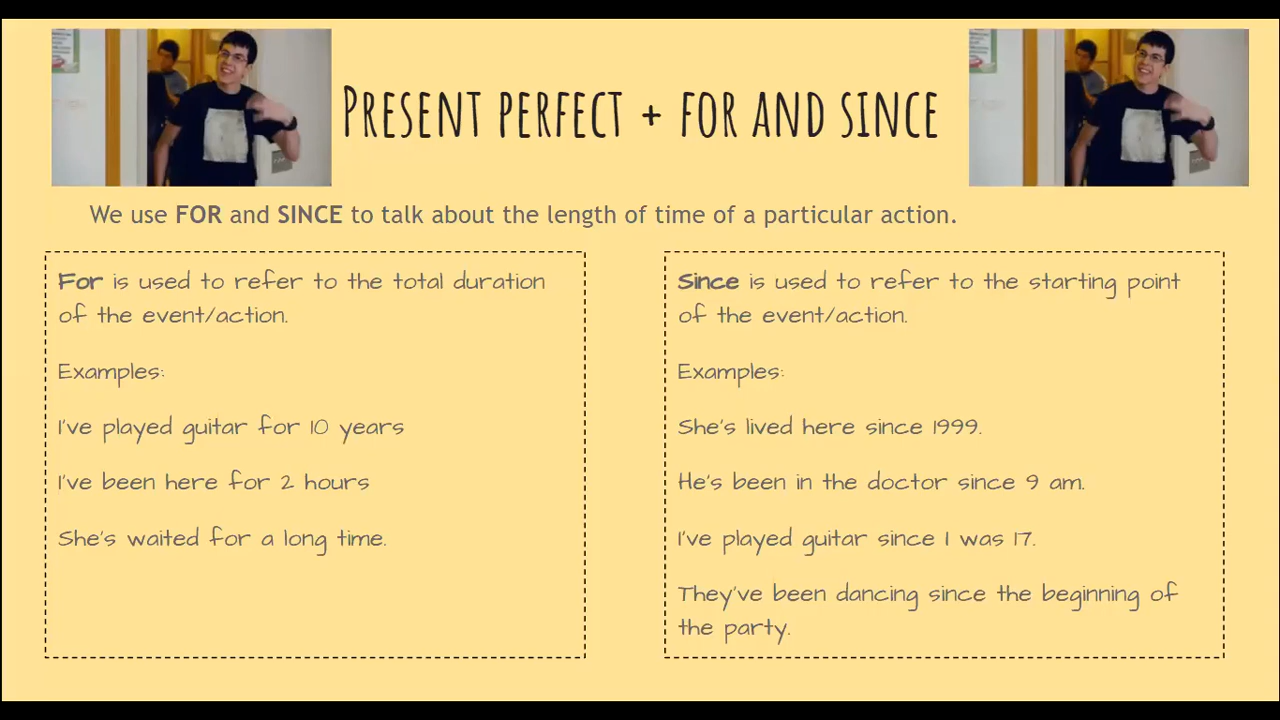 PRESENT PERFECT + FOR AND SINCE
We use FOR and SINCE to talk about the length of time of a particular action.
For is used to refer to the total duration
of the event/action.
Examples:
I've played guitar for 10 years
I've been here for 2 hours
She's waited for a long time.
Since is used to refer to the starting point
of the event/action.
Examples:
She's lived here since 1999.
He's been in the doctor since 9 am.
I've played guitar since I was 17.
They've been dancing since the beginning of
the party.